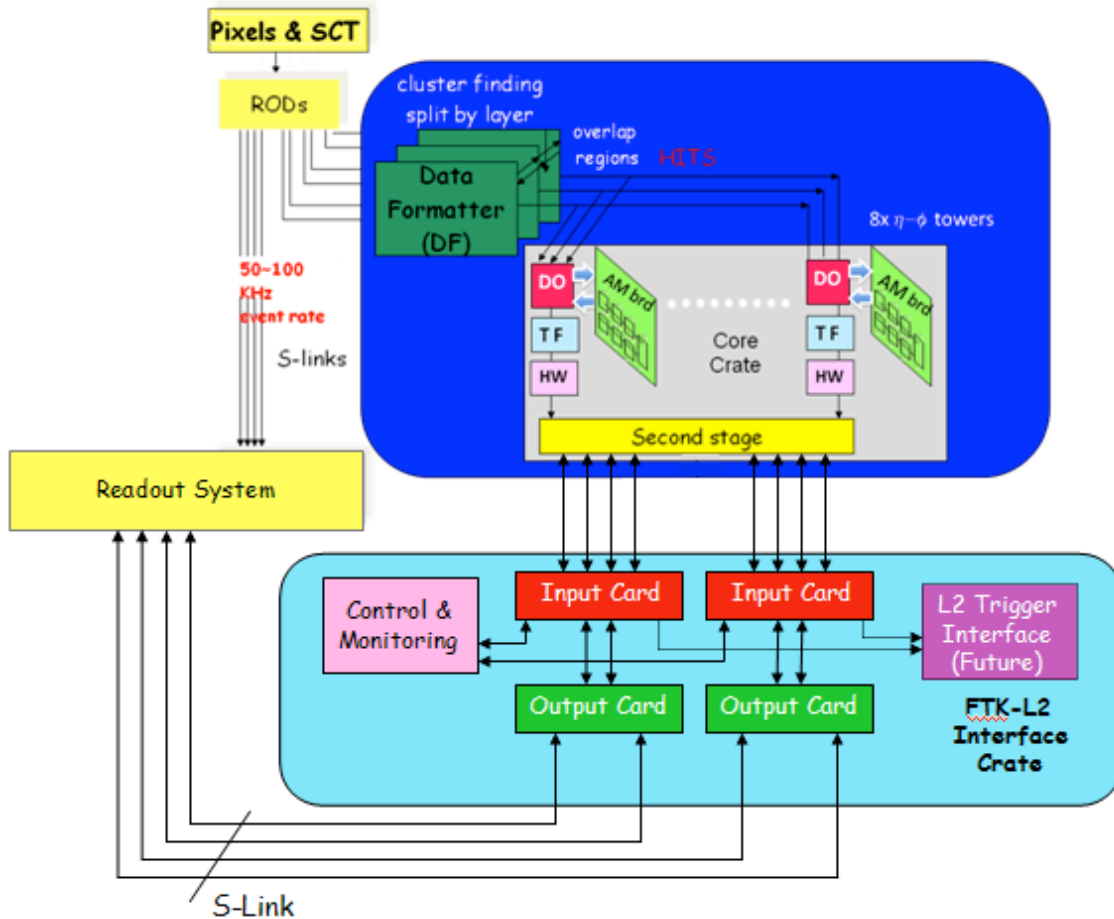 Pixels & SCT
RODs
cluster finding
split by layer
overlap
regions
HITS
Data
Formatter
(DF)
8x η-φ towers
50~100
KHz
event rate
S-links
DO
AM brd
DO
AM brd
TF
TF
Core
Crate
HW
HW
Second stage
Readout System
Control &
Monitoring
Input Card
Input Card
L2 Trigger
Interface
(Future)
Output Card
Output Card
FTK-L2
Interface
Crate
S-Link